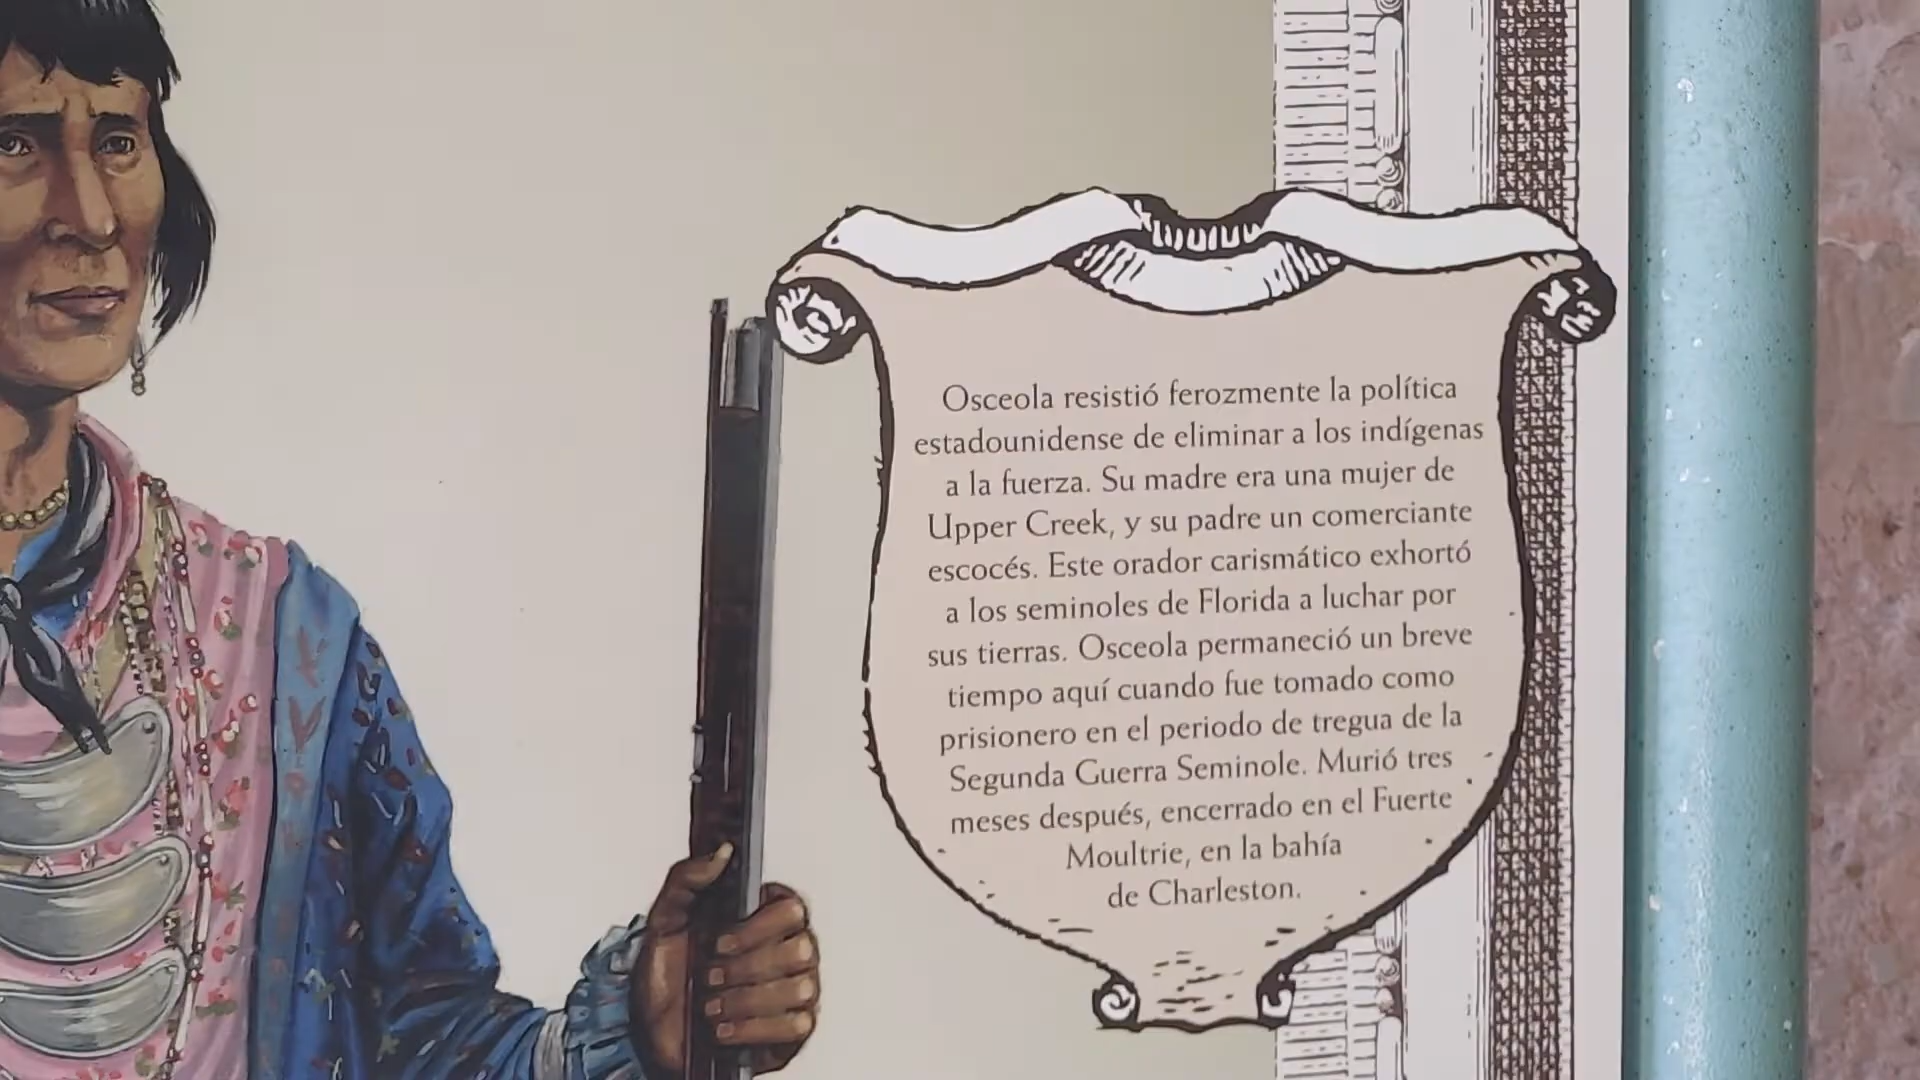 Osceola resistió ferozmente la política
estadounidense de eliminar a los indígenas
a la fuerza. Su madre era una mujer de
Upper Creek, y su padre un comerciante
escocés. Este orador carismático exhortó
a los seminoles de Florida a luchar por
sus tierras. Osceola permaneció un breve
tiempo aquí cuando fue tomado como
prisionero en el periodo de tregua de la
Segunda Guerra Seminole. Murió tres
meses después, encerrado en el Fuerte
Moultrie, en la bahía
de Charleston.